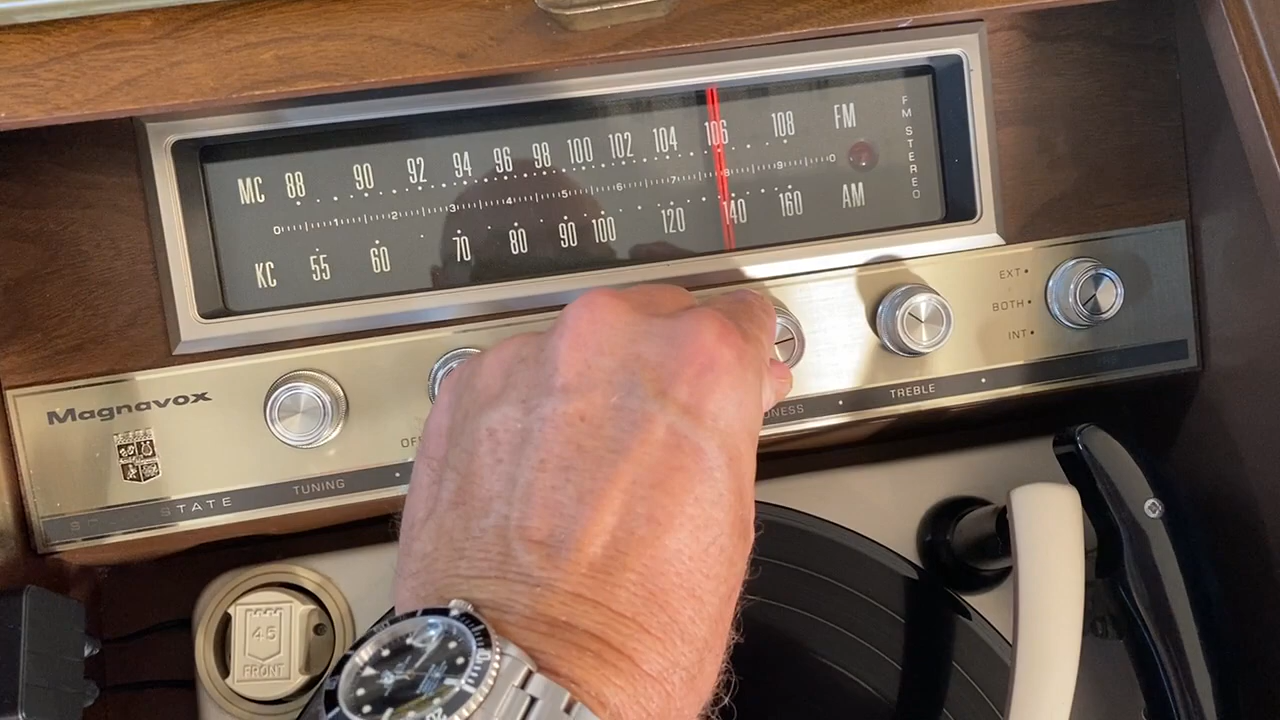 MC 88 90 92 94 96 98 100 102 104 106 108 FM
0 1 2 3 4 5 6 7 8 9 0
KC 55 60 70 80 90 100 120 140 160 AM
FM STEREO
EXT
BOTH
INT
Magnavox
STATE
TUNING
TREBLE
45
FRONT